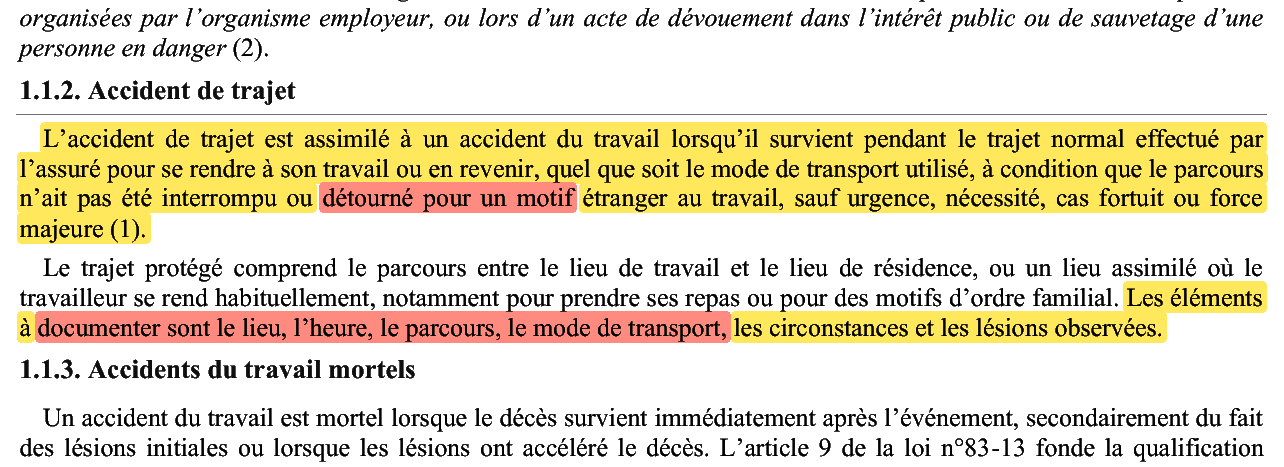 organisées par l’organisme employeur, ou lors d’un acte de dévouement dans l’intérêt public ou de sauvetage d’une
personne en danger (2).
1.1.2. Accident de trajet
L’accident de trajet est assimilé à un accident du travail lorsqu’il survient pendant le trajet normal effectué par
l’assuré pour se rendre à son travail ou en revenir, quel que soit le mode de transport utilisé, à condition que le parcours
n’ait pas été interrompu ou détourné pour un motif étranger au travail, sauf urgence, nécessité, cas fortuit ou force
majeure (1).
Le trajet protégé comprend le parcours entre le lieu de travail et le lieu de résidence, ou un lieu assimilé où le
travailleur se rend habituellement, notamment pour prendre ses repas ou pour des motifs d’ordre familial. Les éléments
à documenter sont le lieu, l’heure, le parcours, le mode de transport, les circonstances et les lésions observées.
1.1.3. Accidents du travail mortels
Un accident du travail est mortel lorsque le décès survient immédiatement après l’événement, secondairement du fait
des lésions initiales ou lorsque les lésions ont accéléré le décès. L’article 9 de la loi n°83-13 fonde la qualification